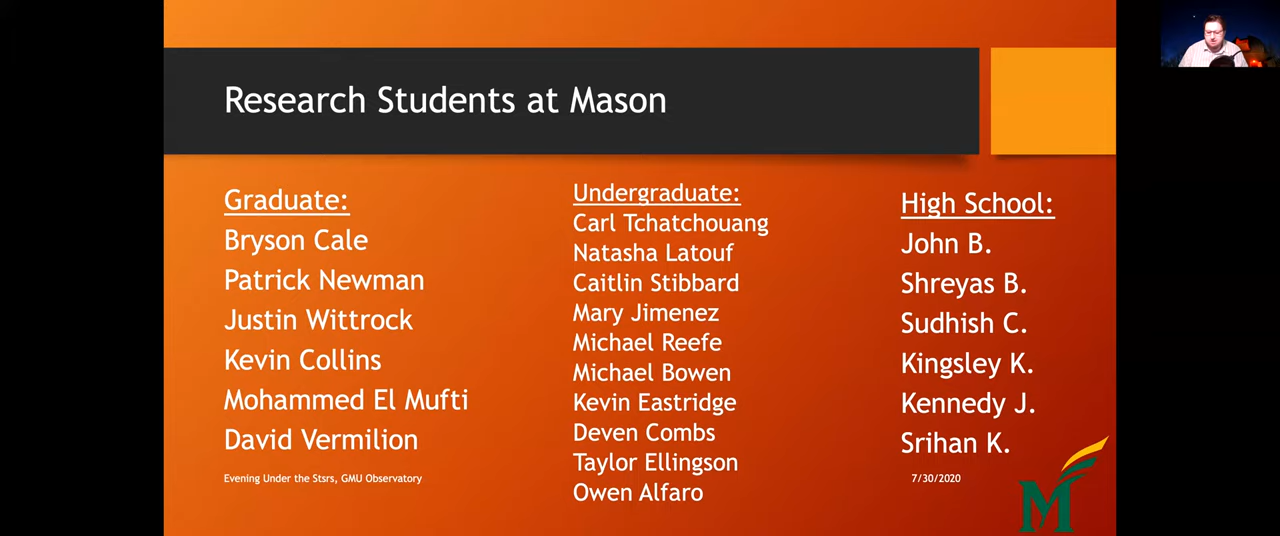 Research Students at Mason
Graduate:
Bryson Cale
Patrick Newman
Justin Wittrock
Kevin Collins
Mohammed El Mufti
David Vermilion
Evening Under the Stsrs, GMU Observatory
Undergraduate:
Carl Tchatchouang
Natasha Latouf
Caitlin Stibbard
Mary Jimenez
Michael Reefe
Michael Bowen
Kevin Eastridge
Deven Combs
Taylor Ellingson
Owen Alfaro
High School:
John B.
Shreyas B.
Sudhish C.
Kingsley K.
Kennedy J.
Srihan K.
7/30/2020
M